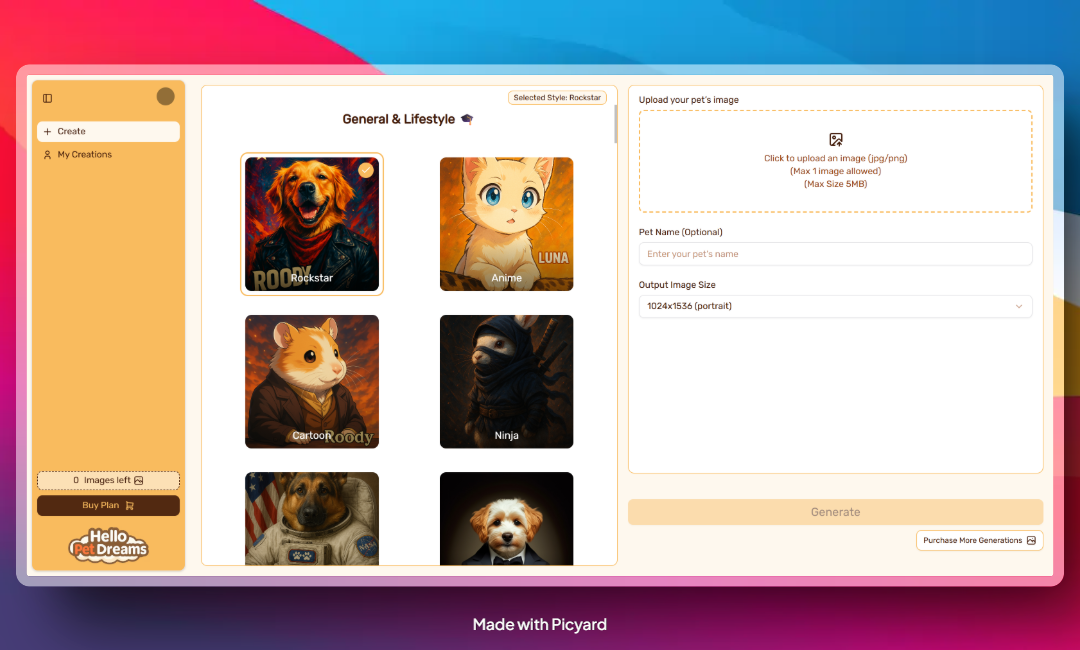 Create
My Creations
0 Images left
Buy Plan
Hello
PetDreams
Selected Style: Rockstar
General & Lifestyle
ROODY
Rockstar
LUNA
Anime
Roody
Cartoon
Ninja
NASA
Upload your pet's image
Click to upload an image (jpg/png)
(Max 1 image allowed)
(Max Size 5MB)
Pet Name (Optional)
Enter your pet's name
Output Image Size
1024x1536 (portrait)
Generate
Purchase More Generations
Made with Picyard